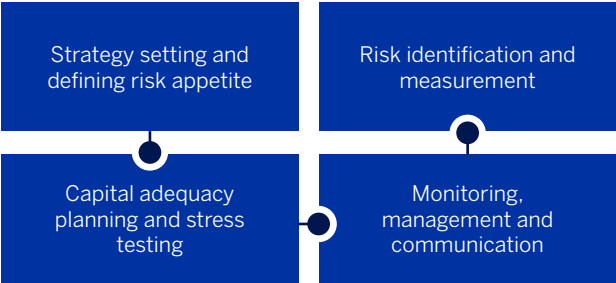 Strategy setting and
defining risk appetite
Risk identification and
measurement
Capital adequacy
planning and stress
testing
Monitoring,
management and
communication